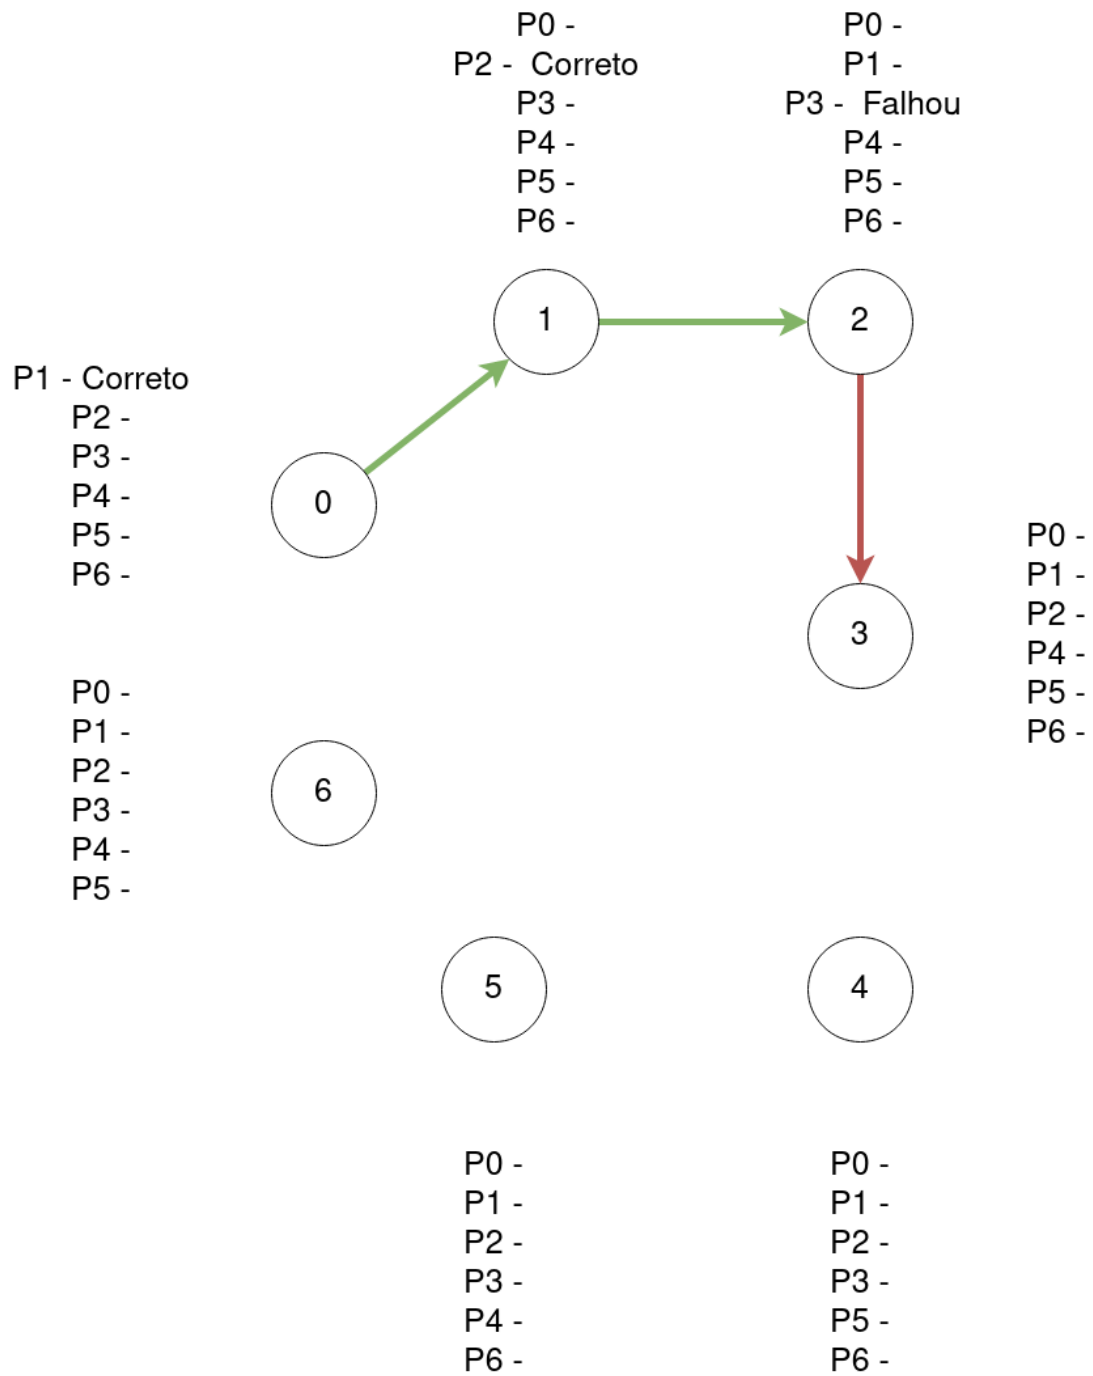 P0 -
P2 - Correto
P3 -
P4 -
P5 -
P6 -
P0 -
P1 -
P3 - Falhou
P4 -
P5 -
P6 -
1
2
P1 - Correto
P2 -
P3 -
P4 -
P5 -
P6 -
0
P0 -
P1 -
P2 -
P4 -
P5 -
P6 -
3
P0 -
P1 -
P2 -
P3 -
P4 -
P5 -
6
5
4
P0 -
P1 -
P2 -
P3 -
P4 -
P6 -
P0 -
P1 -
P2 -
P3 -
P5 -
P6 -